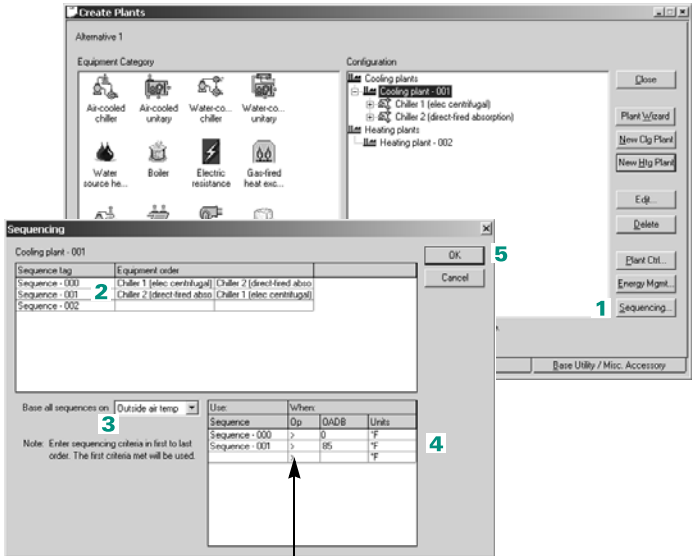 Create Plants
Alternative 1
Equipment Category
Configuration
Air-cooled chiller
Air-cooled unitary
Water-co... chiller
Water-co... unitary
Water source he...
Boiler
Electric resistance
Gas-fired heat exc...
Cooling plants
Cooling plant - 001
Chiller 1 (elec centrifugal)
Chiller 2 (direct-fired absorption)
Heating plants
Heating plant - 002
Close
Plant Wizard
New Clg Plant
New Htg Plant
Edit...
Delete
Plant Ctrl...
Energy Mgmt...
1
Sequencing...
Base Utility / Misc. Accessory
Sequencing
Cooling plant - 001
OK
5
Cancel
Sequence tag Equipment order
Sequence - 000 Chiller 1 (elec centrifugal) Chiller 2 (direct-fired abso
Sequence - 001 Chiller 2 (direct-fired abso Chiller 1 (elec centrifugal)
Sequence - 002
2
Base all sequences on Outside air temp
3
Note: Enter sequencing criteria in first to last
order. The first criteria met will be used.
Use: When:
Sequence Op OADB Units
Sequence - 000 > 0 °F
Sequence - 001 > 85 °F
> °F
4